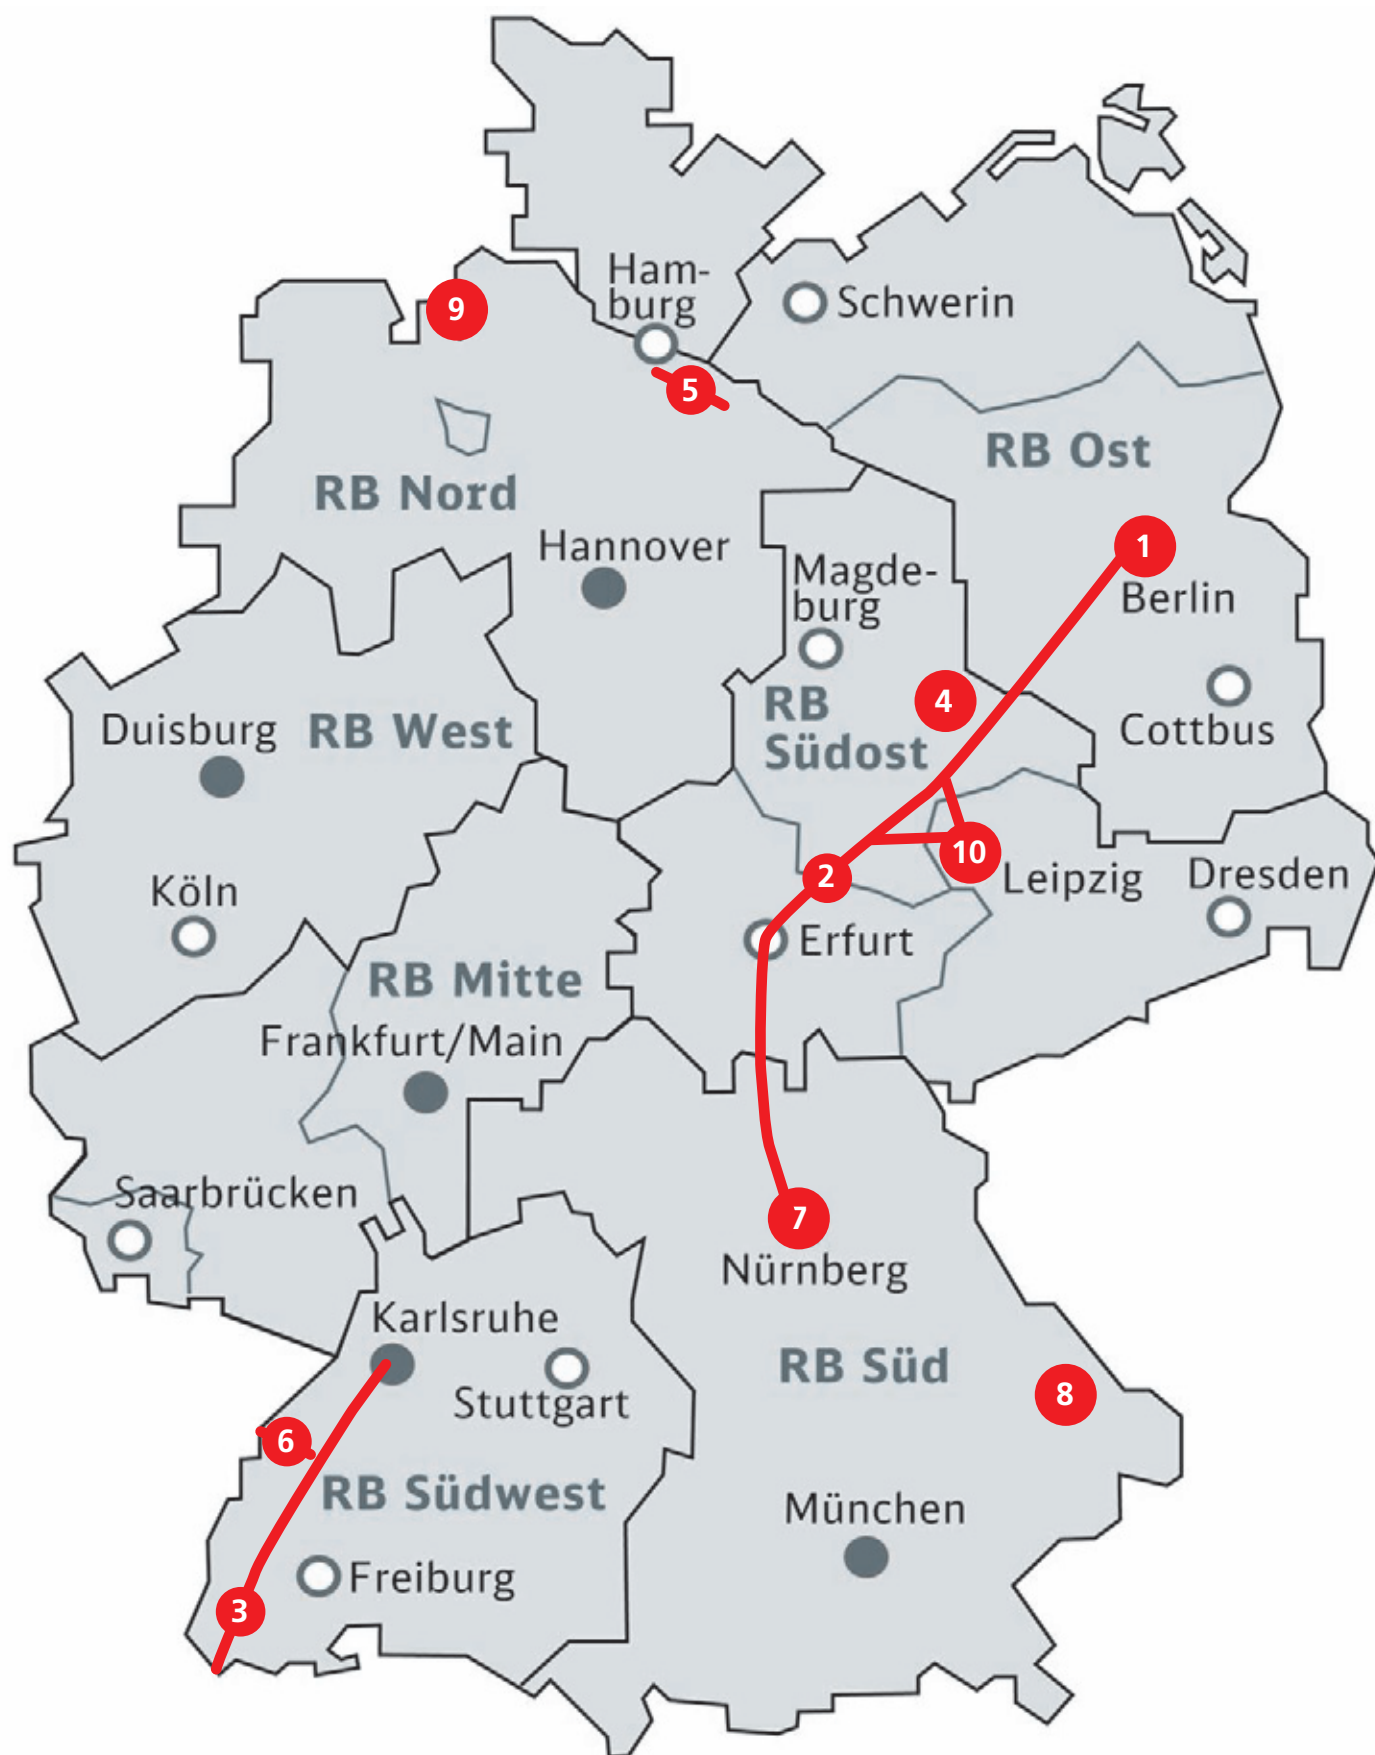 Ham-
burg
Schwerin
9
5
RB Ost
RB Nord
Hannover
1
Magde-
burg
Berlin
4
RB
Südost
Cottbus
Duisburg
RB West
10
2
Leipzig
Dresden
Köln
Erfurt
RB Mitte
Frankfurt/Main
Saarbrücken
7
Nürnberg
Karlsruhe
RB Süd
8
Stuttgart
6
RB Südwest
München
Freiburg
3